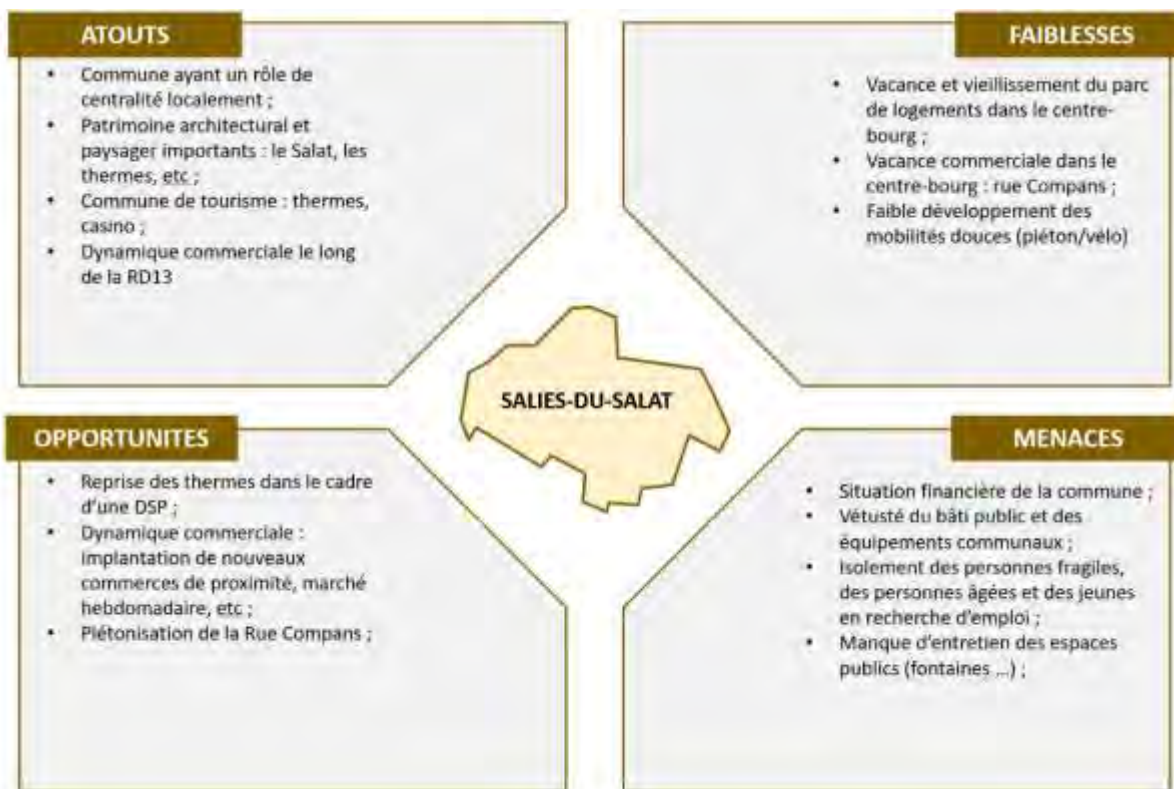 ATOUTS
• Commune ayant un rôle de
centralité localement ;
• Patrimoine architectural et
paysager importants : le Salat, les
thermes, etc ;
• Commune de tourisme : thermes,
casino ;
• Dynamique commerciale le long
de la RD13
FAIBLESSES
• Vacance et vieillissement du parc
de logements dans le centre-
bourg ;
• Vacance commerciale dans le
centre-bourg : rue Compans ;
• Faible développement des
mobilités douces (piéton/vélo)
SALIES-DU-SALAT
OPPORTUNITES
• Reprise des thermes dans le cadre
d'une DSP ;
• Dynamique commerciale :
implantation de nouveaux
commerces de proximité, marché
hebdomadaire, etc ;
• Piétonisation de la Rue Compans ;
MENACES
• Situation financière de la commune ;
• Vétusté du bâti public et des
équipements communaux ;
• Isolement des personnes fragiles,
des personnes âgées et des jeunes
en recherche d'emploi ;
• Manque d'entretien des espaces
publics (fontaines ...) ;